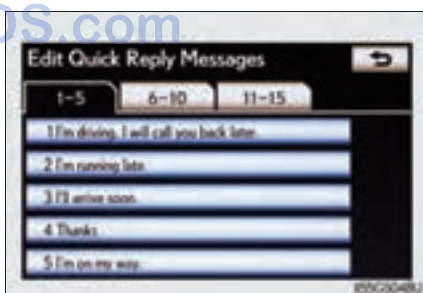 OS.com
Edit Quick Reply Messages
1-5 6-10 11-15
1 I'm driving. I will call you back later.
2 I'm running late.
3 I'll arrive soon.
4 Thanks
5 I'm on my way.